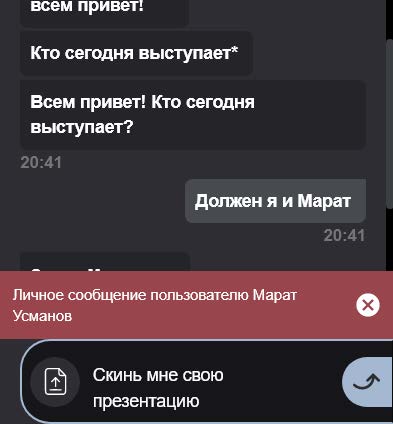 всем привет!
Кто сегодня выступает*
Всем привет! Кто сегодня
выступает?
20:41
Должен я и Марат
20:41
Личное сообщение пользователю Марат
Усманов
Скинь мне свою
презентацию